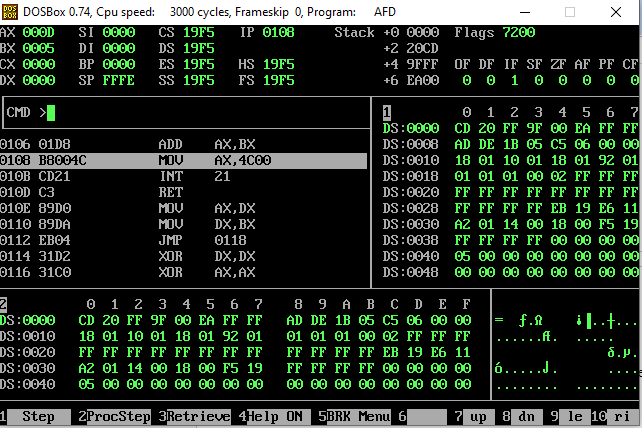 DOSBox 0.74, Cpu speed: 3000 cycles, Frameskip 0, Program: AFD
AX 000D SI 0000 CS 19F5 IP 0108 Stack +0 0000 Flags 7200
BX 0005 DI 0000 DS 19F5 +2 20CD
CX 0000 BP 0000 ES 19F5 HS 19F5 +4 9FFF OF DF IF SF ZF AF PF CF
DX 0000 SP FFFE SS 19F5 FS 19F5 +6 EA00 0 0 1 0 0 0 0 0
CMD >
1 0 1 2 3 4 5 6 7
DS:0000 CD 20 FF 9F 00 EA FF FF
DS:0008 AD DE 1B 05 C5 06 00 00
DS:0010 18 01 10 01 18 01 92 01
DS:0018 01 01 01 00 02 FF FF FF
DS:0020 FF FF FF FF FF FF FF FF
DS:0028 FF FF FF FF EB 19 E6 11
DS:0030 A2 01 14 00 18 00 F5 19
DS:0038 FF FF FF FF 00 00 00 00
DS:0040 05 00 00 00 00 00 00 00
DS:0048 00 00 00 00 00 00 00 00
0106 01D8 ADD AX,BX
0108 B8004C MOV AX,4C00
010B CD21 INT 21
010D C3 RET
010E 89D0 MOV AX,DX
0110 89DA MOV DX,BX
0112 EB04 JMP 0118
0114 31D2 XOR DX,DX
0116 31C0 XOR AX,AX
2 0 1 2 3 4 5 6 7 8 9 A B C D E F
DS:0000 CD 20 FF 9F 00 EA FF FF AD DE 1B 05 C5 06 00 00
DS:0010 18 01 10 01 18 01 92 01 01 01 01 00 02 FF FF FF
DS:0020 FF FF FF FF FF FF FF FF FF FF FF FF EB 19 E6 11
DS:0030 A2 01 14 00 18 00 F5 19 FF FF FF FF 00 00 00 00
DS:0040 05 00 00 00 00 00 00 00 00 00 00 00 00 00 00 00
1 Step 2ProcStep 3Retrieve 4Help ON 5BRK Menu 6 7 up 8 dn 9 le 10 ri